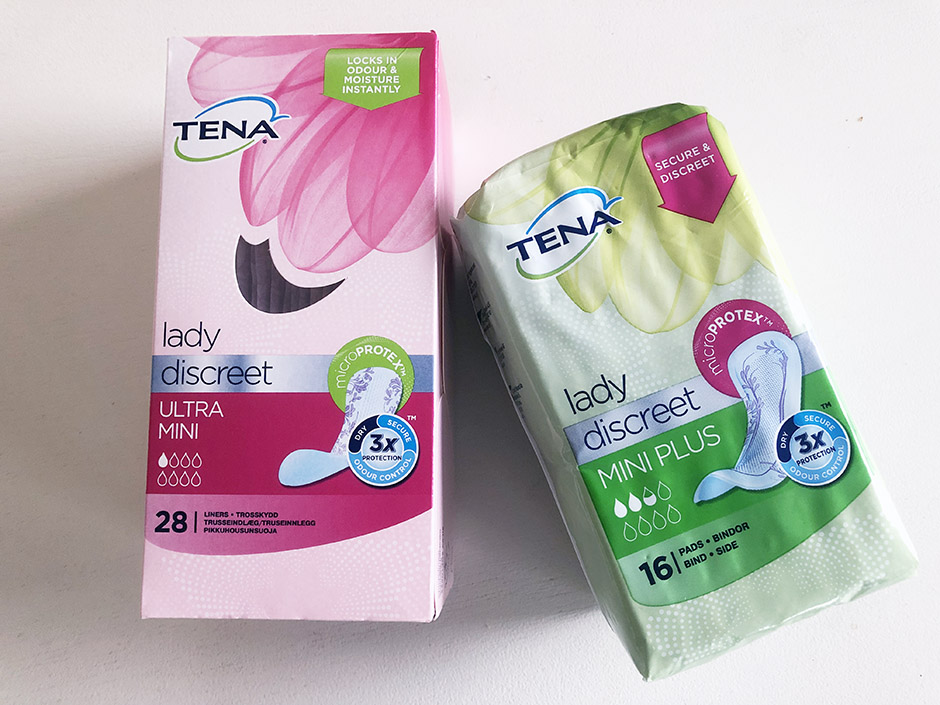 LOCKS IN
ODOUR &
MOISTURE
INSTANTLY
TENA
lady
discreet
microPROTEX™
ULTRA
MINI
DRY
SECURE
ODOUR CONTROL
3x
PROTECTION
™
28
LINERS • TROSSKYDD
TRUSSEINDLÆG/TRUSEINNLEGG
PIKKUHOUSUNSUOJA
SECURE &
DISCREET
TENA
lady
discreet
microPROTEX™
MINI PLUS
DRY
SECURE
ODOUR CONTROL
3x
PROTECTION
™
16
PADS • BINDOR
BIND • SIDE